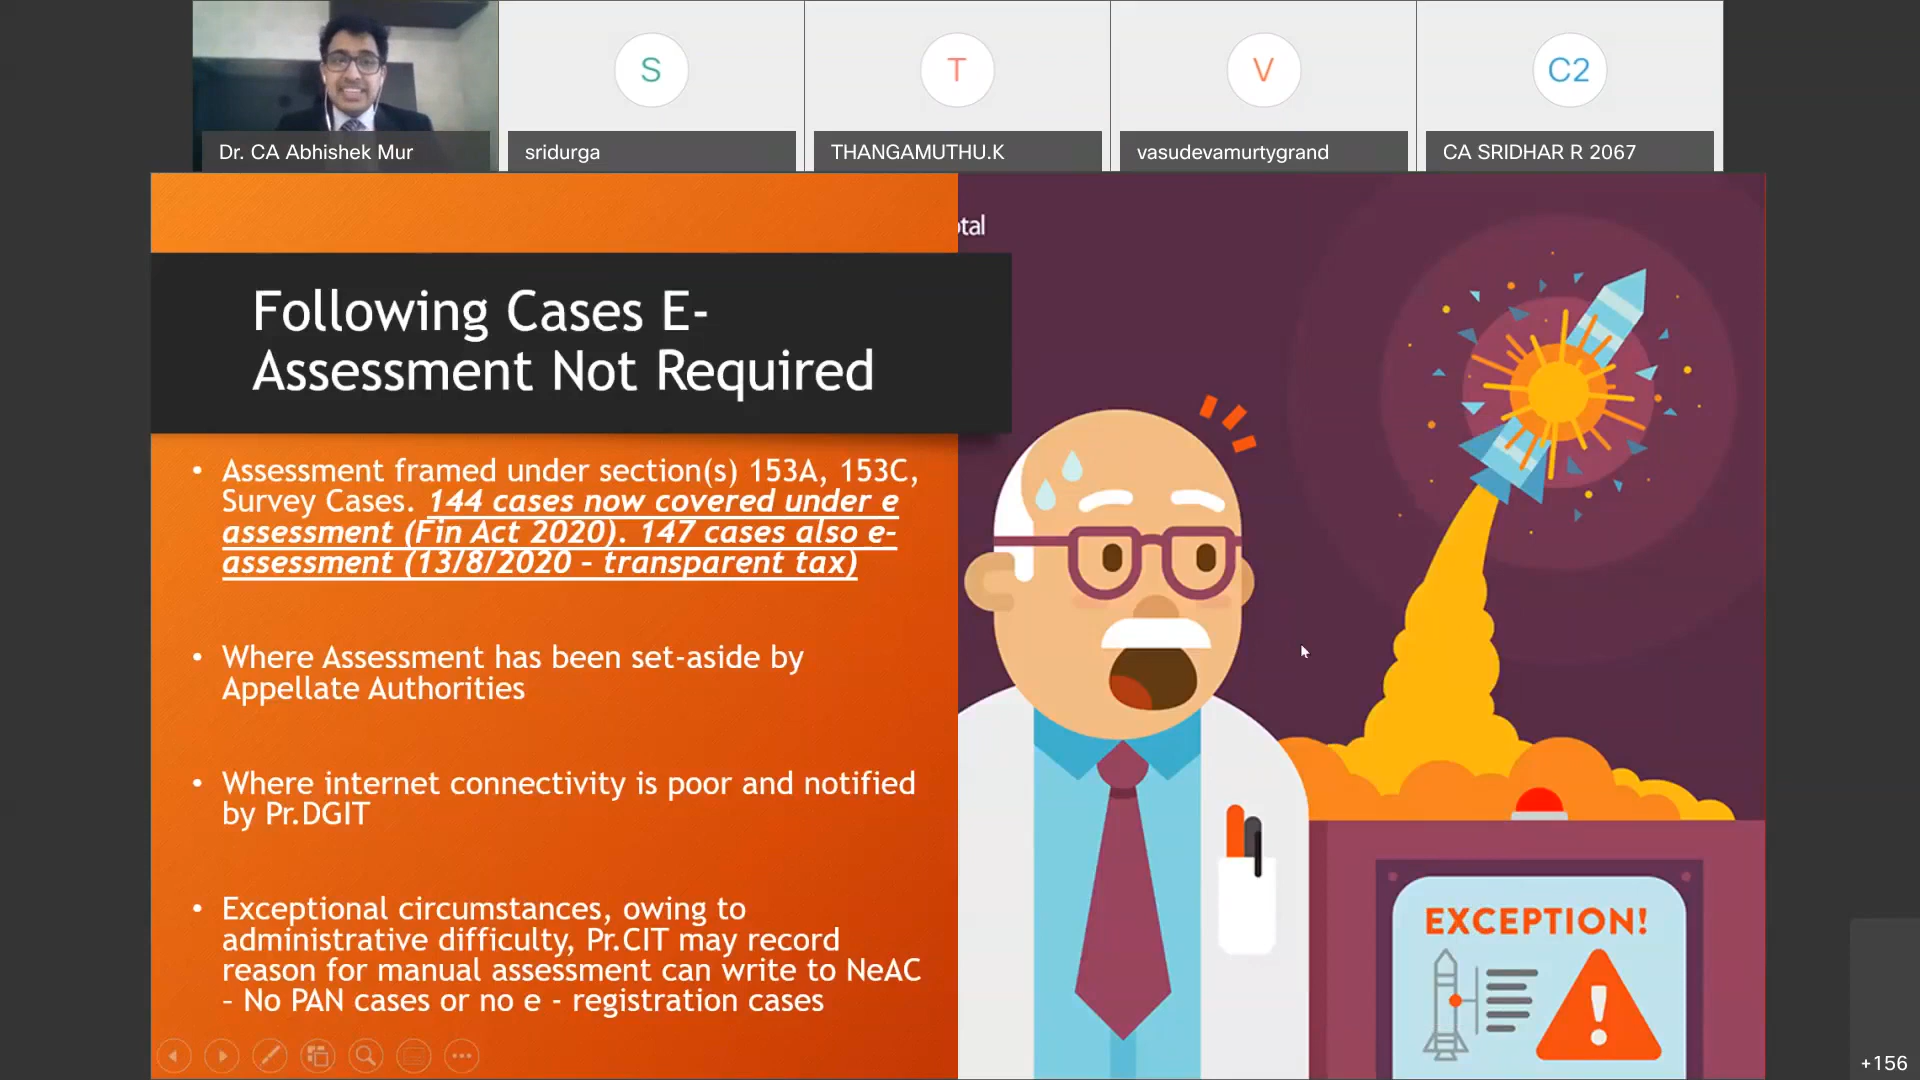 S
T
V
C2
Dr. CA Abhishek Mur
sridurga
THANGAMUTHU.K
vasudevamurtygrand
CA SRIDHAR R 2067
otal
Following Cases E-
Assessment Not Required
• Assessment framed under section(s) 153A, 153C,
Survey Cases. 144 cases now covered under e
assessment (Fin Act 2020). 147 cases also e-
assessment (13/8/2020 – transparent tax)
• Where Assessment has been set-aside by
Appellate Authorities
• Where internet connectivity is poor and notified
by Pr.DGIT
• Exceptional circumstances, owing to
administrative difficulty, Pr.CIT may record
reason for manual assessment can write to NeAC
– No PAN cases or no e - registration cases
EXCEPTION!
+156